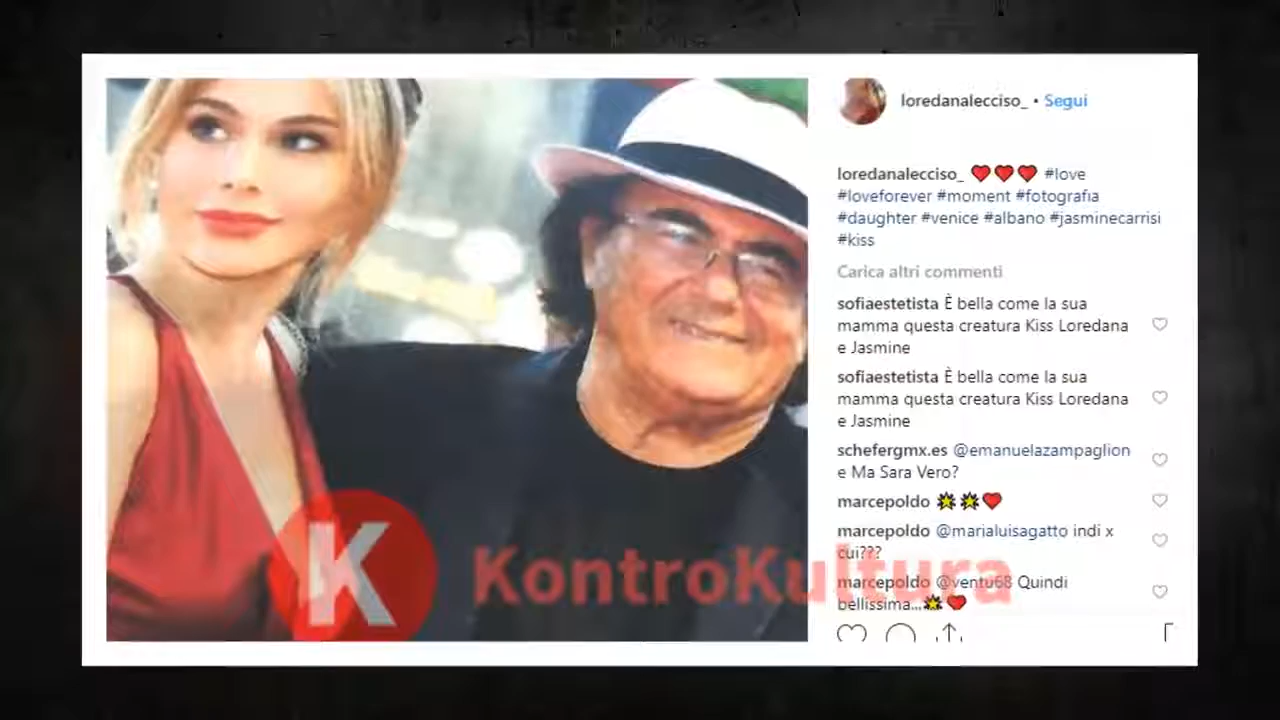 loredanalecciso_ • Segui
loredanalecciso_ ❤️❤️❤️ #love
#loveforever #moment #fotografia
#daughter #venice #albano #jasminecarrisi
#kiss
Carica altri commenti
sofiaestetista È bella come la sua
mamma questa creatura Kiss Loredana
e Jasmine
sofiaestetista È bella come la sua
mamma questa creatura Kiss Loredana
e Jasmine
schefergmx.es @emanuelazampaglion
e Ma Sara Vero?
marcepoldo 🌟🌟❤️
marcepoldo @marialuisagatto indi x
cui???
marcepoldo @ventu68 Quindi
bellissima...🌟❤️
K KontroKultura